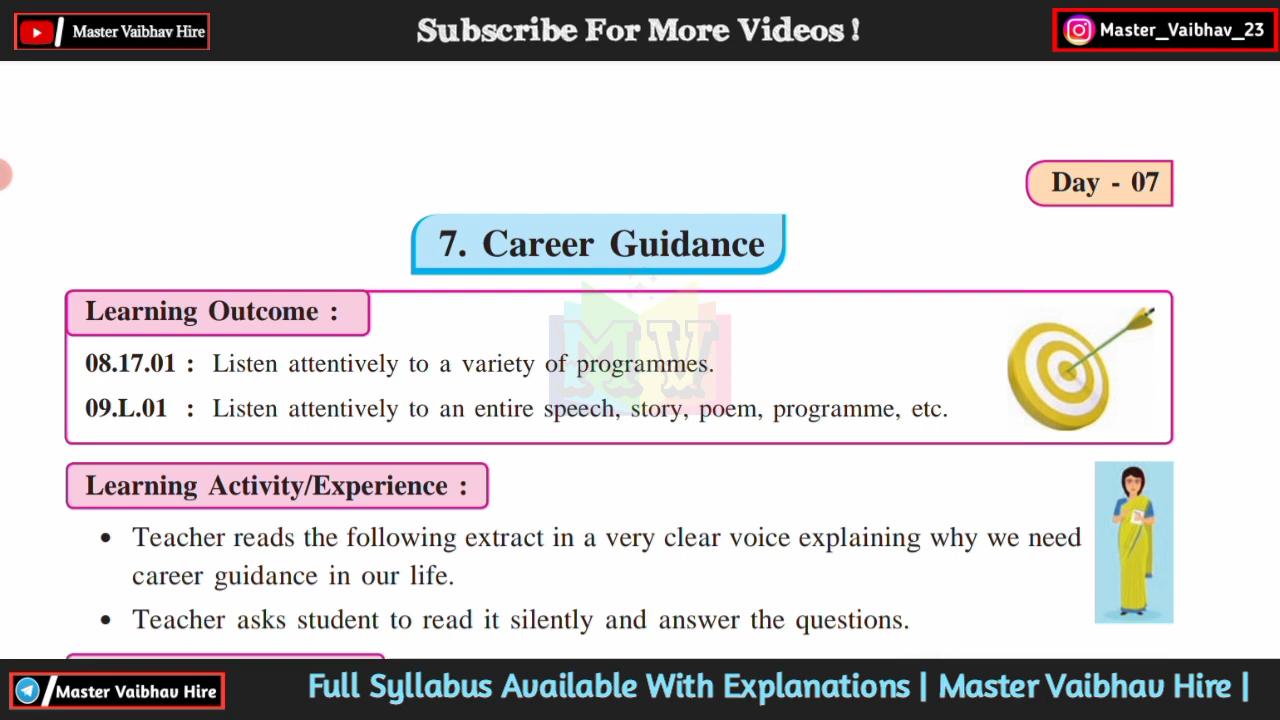 Master Vaibhav Hire
Subscribe For More Videos !
Master_Vaibhav_23
Day - 07
7. Career Guidance
Learning Outcome :
08.17.01 : Listen attentively to a variety of programmes.
09.L.01 : Listen attentively to an entire speech, story, poem, programme, etc.
MV
Learning Activity/Experience :
• Teacher reads the following extract in a very clear voice explaining why we need
career guidance in our life.
• Teacher asks student to read it silently and answer the questions.
Master Vaibhav Hire
Full Syllabus Available With Explanations | Master Vaibhav Hire |